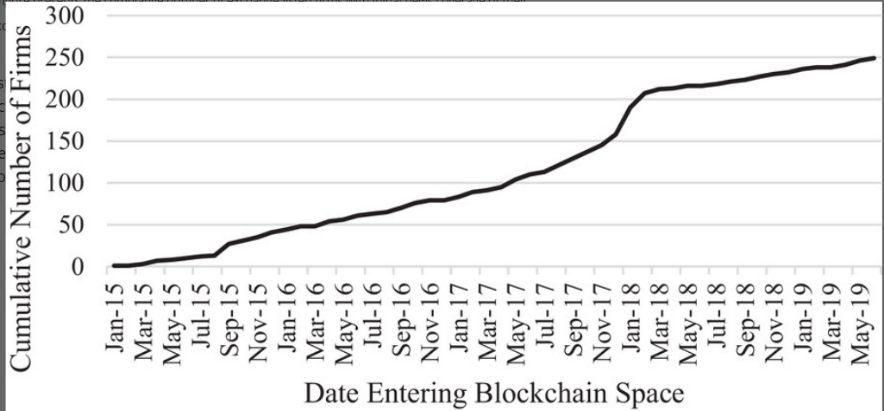 300
250
200
150
100
50
0
Cumulative Number of Firms
Jan-15
Mar-15
May-15
Jul-15
Sep-15
Nov-15
Jan-16
Mar-16
May-16
Jul-16
Sep-16
Nov-16
Jan-17
Mar-17
May-17
Jul-17
Sep-17
Nov-17
Jan-18
Mar-18
May-18
Jul-18
Sep-18
Nov-18
Jan-19
Mar-19
May-19
Date Entering Blockchain Space